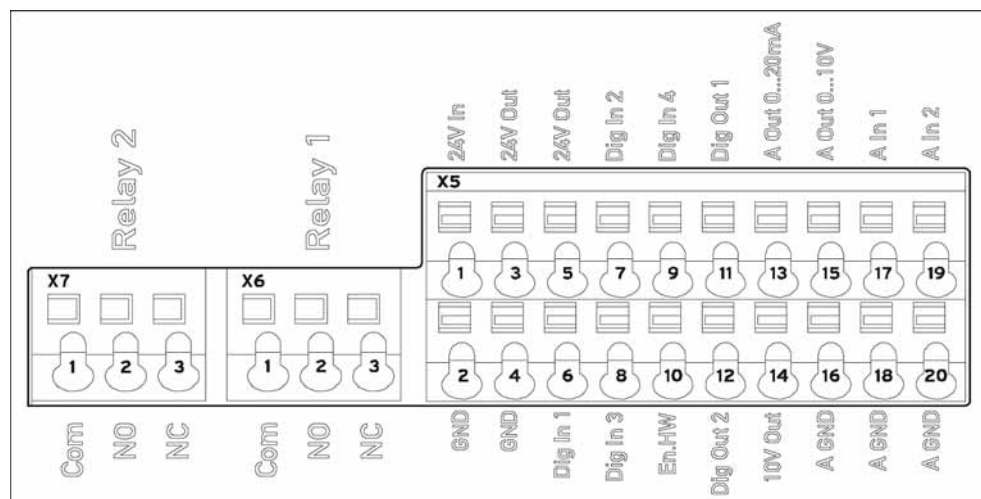 24V In
24V Out
24V Out
Dig In 2
Dig In 4
Dig Out 1
A Out 0...20mA
A Out 0...10V
A In 1
A In 2
Relay 2
Relay 1
X5
1 3 5 7 9 11 13 15 17 19
X7
X6
1 2 3
1 2 3
2 4 6 8 10 12 14 16 18 20
Com
NO
NC
Com
NO
NC
GND
GND
Dig In 1
Dig In 3
En.HW
Dig Out 2
10V Out
A GND
A GND
A GND